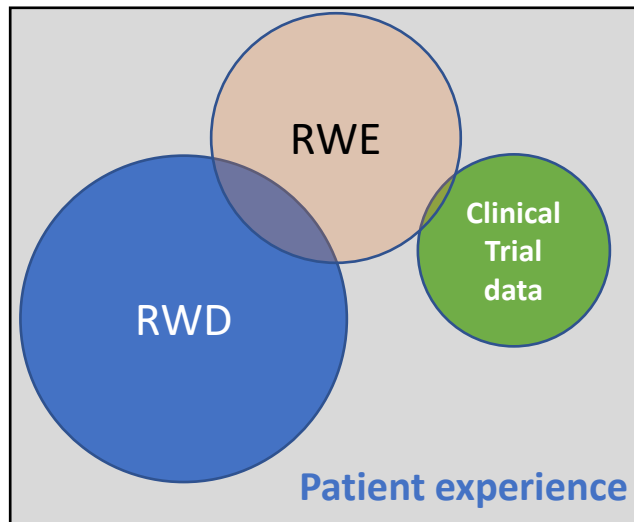 RWE
Clinical
Trial
data
RWD
Patient experience